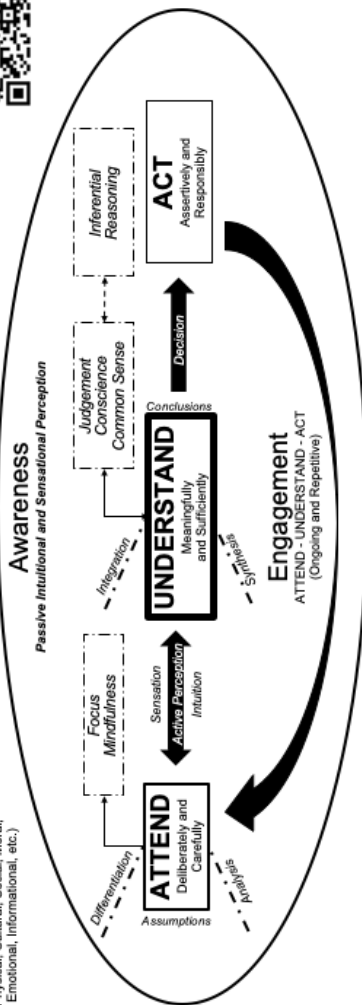 Emotional, Informational, etc.)
Awareness
Passive Intuitional and Sensational Perception
Focus
Mindfulness
Judgement
Conscience
Common Sense
Inferential
Reasoning
Differentiation
Integration
ATTEND
Deliberately and
Carefully
Assumptions
Analysis
Sensation
Active Perception
Intuition
UNDERSTAND
Meaningfully
and Sufficiently
Conclusions
Synthesis
Decision
ACT
Assertively and
Responsibly
Engagement
ATTEND - UNDERSTAND - ACT
(Ongoing and Repetitive)